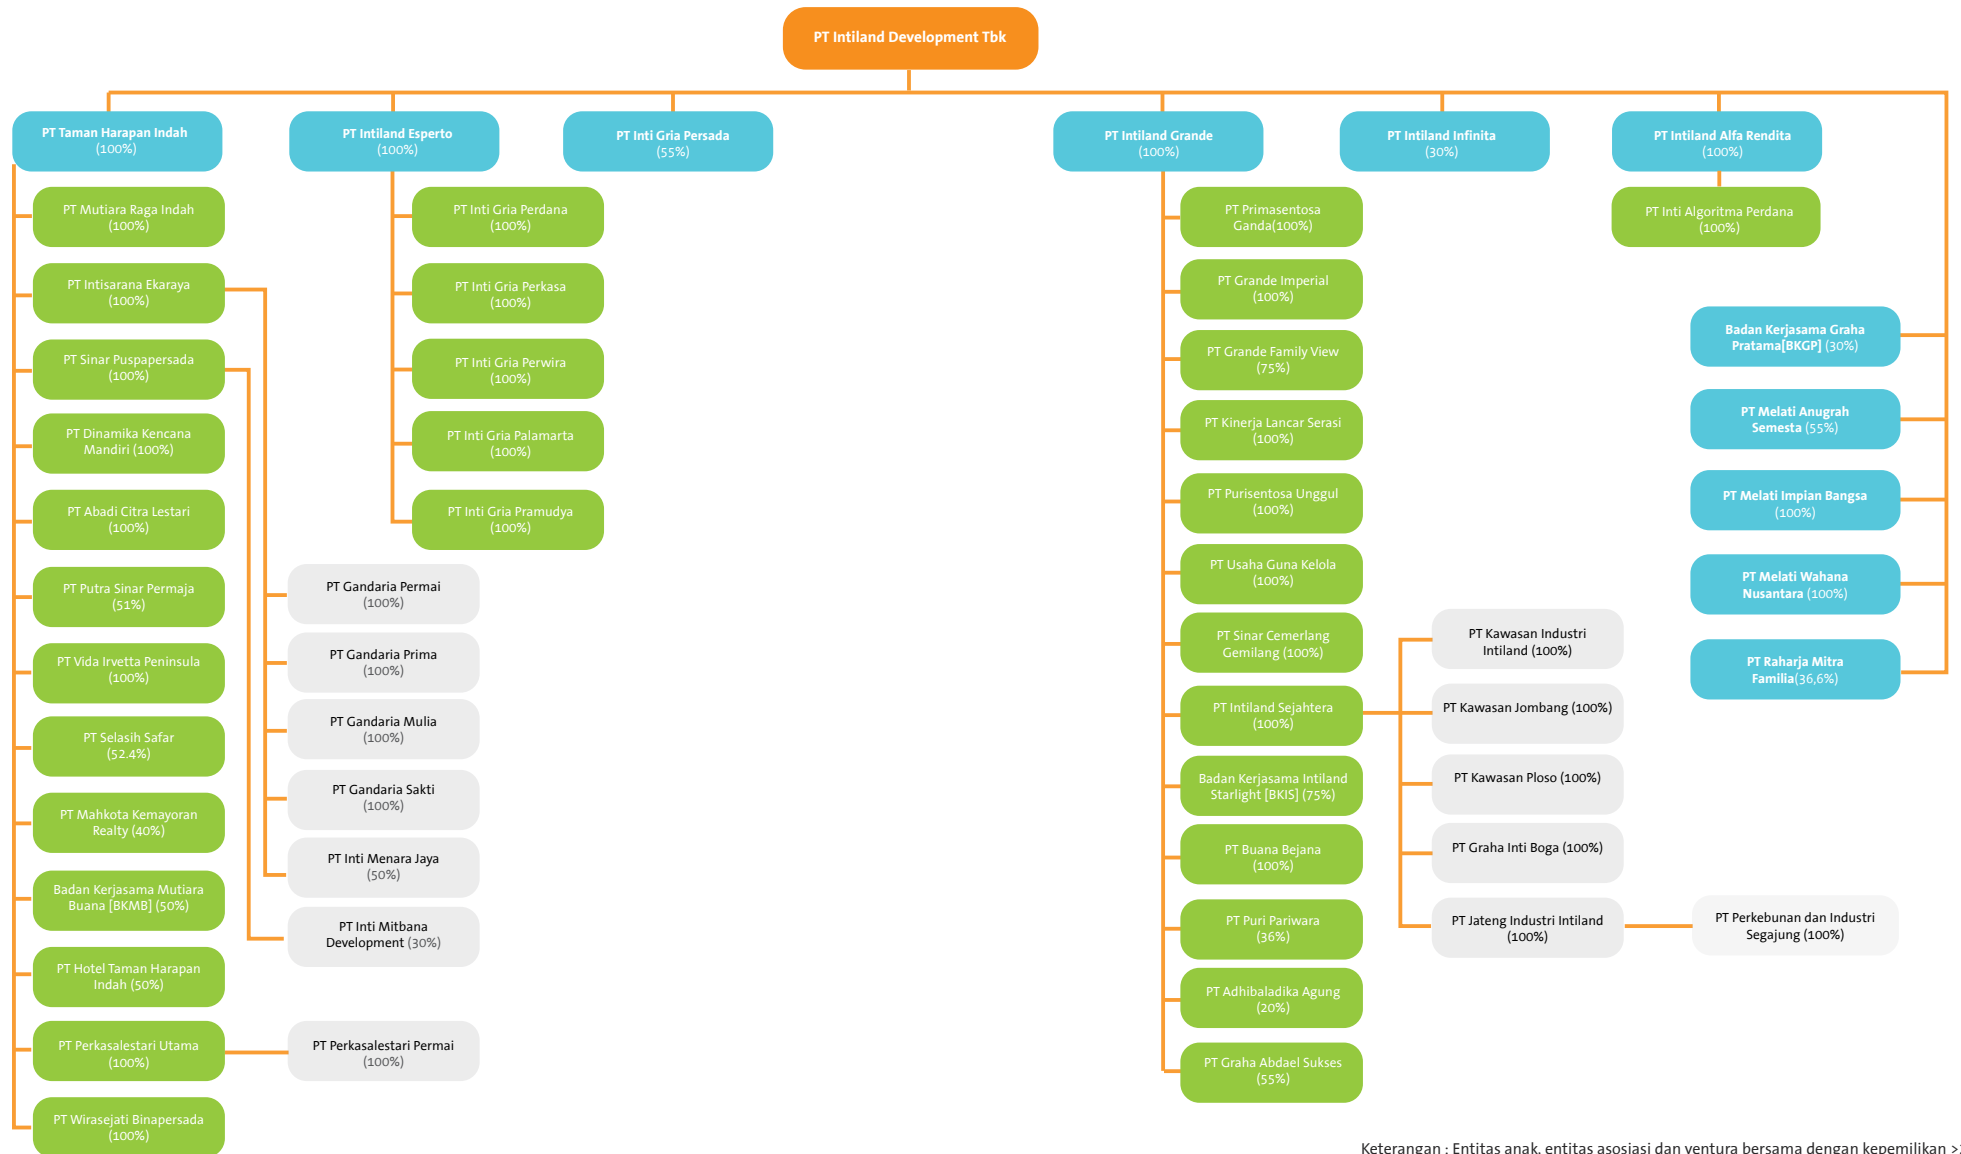 PT Intiland Development Tbk
PT Taman Harapan Indah
(100%)
PT Intiland Esperto
(100%)
PT Inti Gria Persada
(55%)
PT Intiland Grande
(100%)
PT Intiland Infinita
(30%)
PT Intiland Alfa Rendita
(100%)
PT Mutiara Raga Indah
(100%)
PT Intisarana Ekaraya
(100%)
PT Sinar Puspapersada
(100%)
PT Dinamika Kencana
Mandiri (100%)
PT Abadi Citra Lestari
(100%)
PT Putra Sinar Permaja
(51%)
PT Vida Irvetta Peninsula
(100%)
PT Selasih Safar
(52.4%)
PT Mahkota Kemayoran
Realty (40%)
Badan Kerjasama Mutiara
Buana [BKMB] (50%)
PT Hotel Taman Harapan
Indah (50%)
PT Perkasalestari Utama
(100%)
PT Wirasejati Binapersada
(100%)
PT Inti Gria Perdana
(100%)
PT Inti Gria Perkasa
(100%)
PT Inti Gria Perwira
(100%)
PT Inti Gria Palamarta
(100%)
PT Inti Gria Pramudya
(100%)
PT Gandaria Permai
(100%)
PT Gandaria Prima
(100%)
PT Gandaria Mulia
(100%)
PT Gandaria Sakti
(100%)
PT Inti Menara Jaya
(50%)
PT Inti Mitbana
Development (30%)
PT Perkasalestari Permai
(100%)
PT Primasentosa
Ganda(100%)
PT Grande Imperial
(100%)
PT Grande Family View
(75%)
PT Kinerja Lancar Serasi
(100%)
PT Purisentosa Unggul
(100%)
PT Usaha Guna Kelola
(100%)
PT Sinar Cemerlang
Gemilang (100%)
PT Intiland Sejahtera
(100%)
Badan Kerjasama Intiland
Starlight [BKIS] (75%)
PT Buana Bejana
(100%)
PT Puri Pariwara
(36%)
PT Adhibaladika Agung
(20%)
PT Graha Abdael Sukses
(55%)
PT Kawasan Industri
Intiland (100%)
PT Kawasan Jombang (100%)
PT Kawasan Ploso (100%)
PT Graha Inti Boga (100%)
PT Jateng Industri Intiland
(100%)
PT Perkebunan dan Industri
Segajung (100%)
PT Inti Algoritma Perdana
(100%)
Badan Kerjasama Graha
Pratama[BKGP] (30%)
PT Melati Anugrah
Semesta (55%)
PT Melati Impian Bangsa
(100%)
PT Melati Wahana
Nusantara (100%)
PT Raharja Mitra
Familia(36,6%)
Keterangan : Entitas anak, entitas asosiasi dan ventura bersama dengan kepemilikan